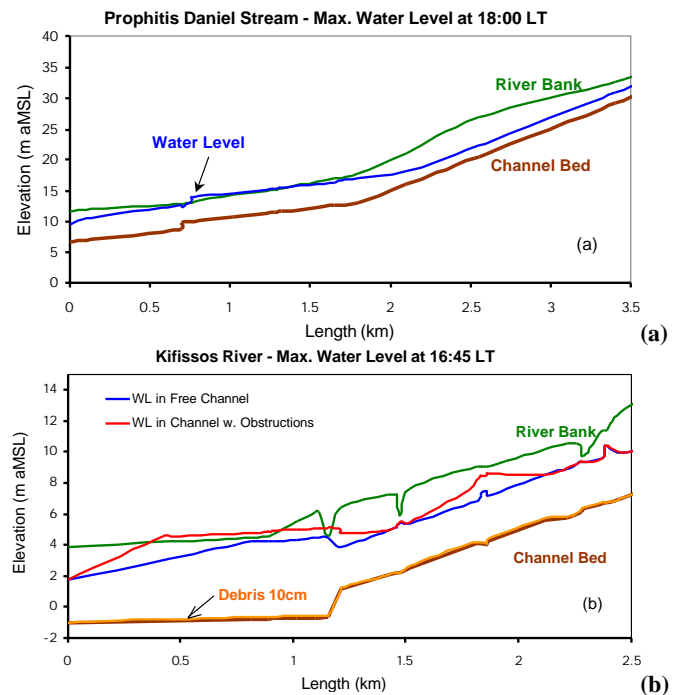 Prophitis Daniel Stream - Max. Water Level at 18:00 LT
40
35
30
25
20
15
10
5
0
Elevation (m aMSL)
River Bank
Water Level
Channel Bed
(a)
0 0.5 1 1.5 2 2.5 3 3.5
Length (km)
(a)
Kifissos River - Max. Water Level at 16:45 LT
14
12
10
8
6
4
2
0
-2
Elevation (m aMSL)
WL in Free Channel
WL in Channel w. Obstructions
River Bank
Channel Bed
Debris 10cm
(b)
0 0.5 1 1.5 2 2.5
Length (km)
(b)